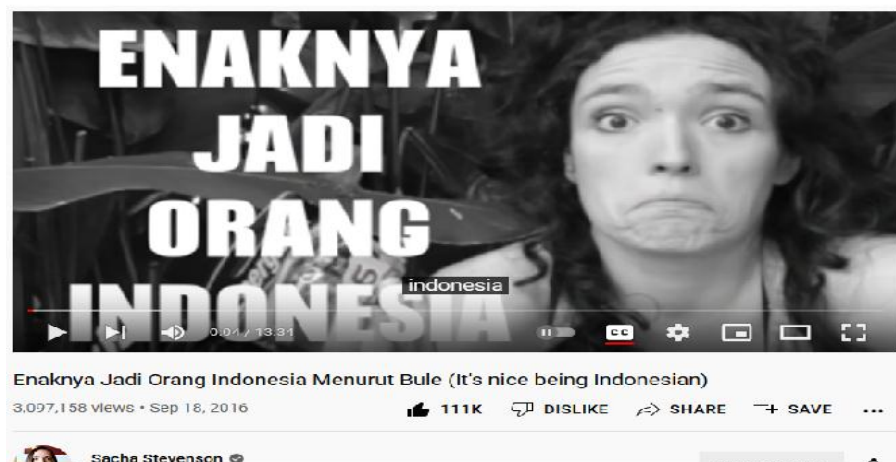 ENAKNYA
JADI
ORANG
INDONESIA
indonesia
0:04 / 13:31
CC
Enaknya Jadi Orang Indonesia Menurut Bule (It's nice being Indonesian)
3,097,158 views • Sep 18, 2016
111K DISLIKE SHARE SAVE
Sacha Stevenson